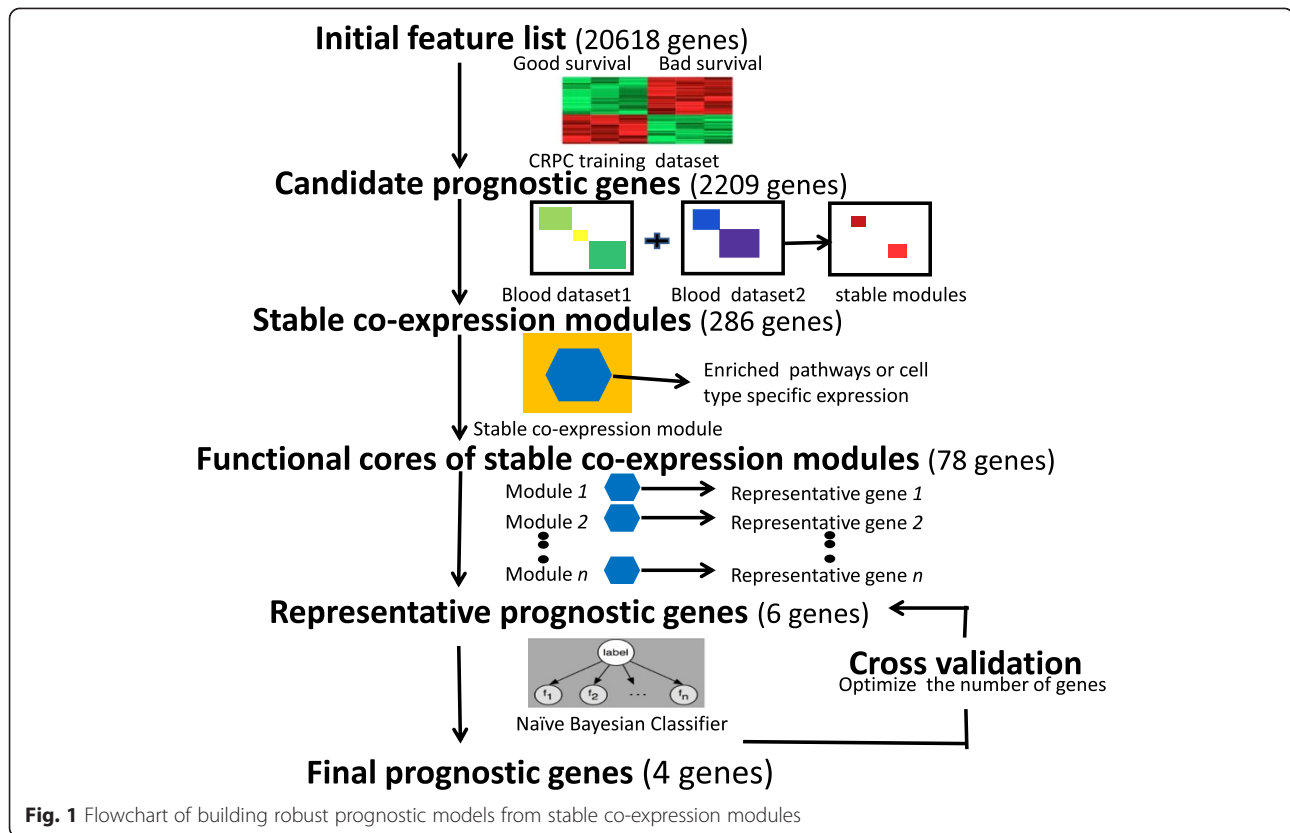 Initial feature list (20618 genes)
Good survival Bad survival
CRPC training dataset
Candidate prognostic genes (2209 genes)
Blood dataset1 Blood dataset2 stable modules
Stable co-expression modules (286 genes)
Enriched pathways or cell
type specific expression
Stable co-expression module
Functional cores of stable co-expression modules (78 genes)
Module 1 Representative gene 1
Module 2 Representative gene 2
Module n Representative gene n
Representative prognostic genes (6 genes)
label
f1 f2 ... fn
Naïve Bayesian Classifier
Cross validation
Optimize the number of genes
Final prognostic genes (4 genes)
Fig. 1 Flowchart of building robust prognostic models from stable co-expression modules